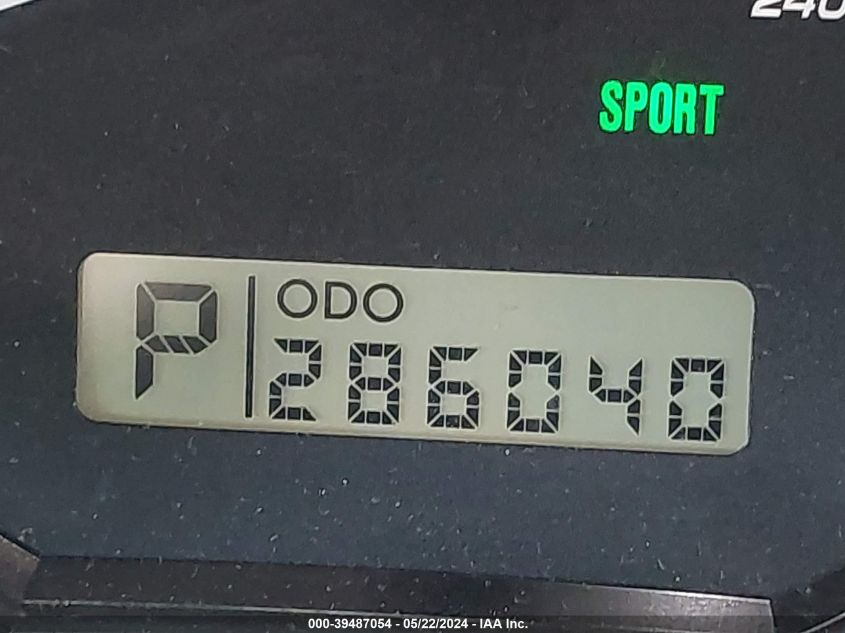 240
SPORT
P
ODO
286040
000-39487054 - 05/22/2024 - IAA Inc.